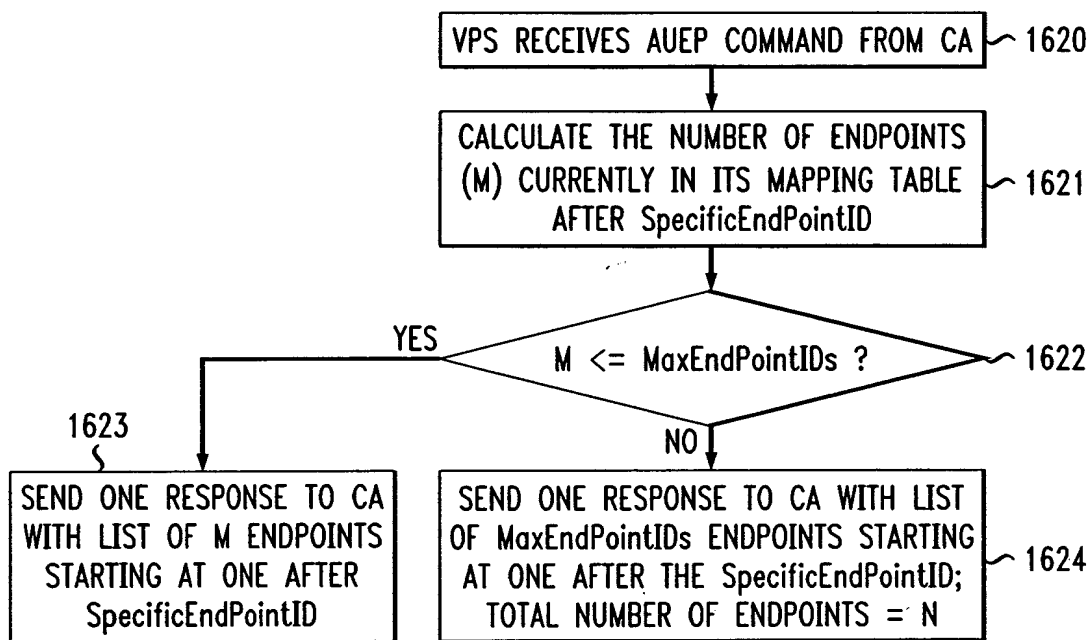 VPS RECEIVES AUEP COMMAND FROM CA
1620
CALCULATE THE NUMBER OF ENDPOINTS
(M) CURRENTLY IN ITS MAPPING TABLE
AFTER SpecificEndPointID
1621
YES
M <= MaxEndPointIDs ?
1622
NO
1623
SEND ONE RESPONSE TO CA
WITH LIST OF M ENDPOINTS
STARTING AT ONE AFTER
SpecificEndPointID
SEND ONE RESPONSE TO CA WITH LIST
OF MaxEndPointIDs ENDPOINTS STARTING
AT ONE AFTER THE SpecificEndPointID;
TOTAL NUMBER OF ENDPOINTS = N
1624